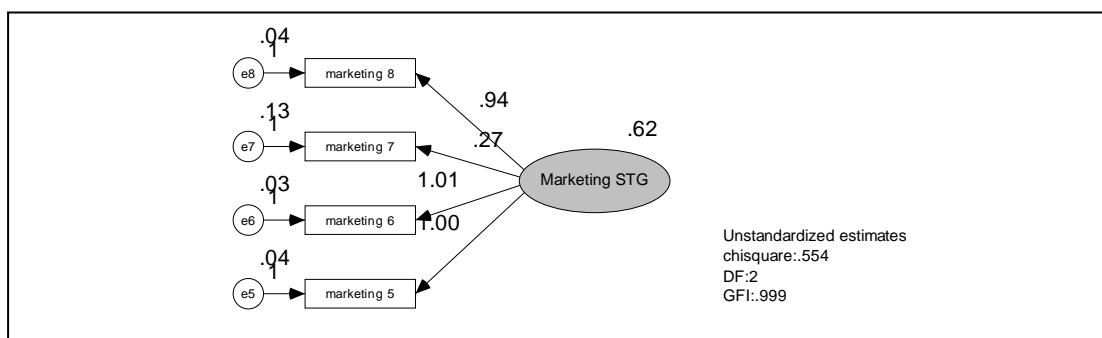 .04
1
e8
marketing 8
.94
.13
1
.27
.62
e7
marketing 7
Marketing STG
1.01
.03
1
e6
marketing 6
1.00
.04
1
e5
marketing 5
Unstandardized estimates
chisquare:.554
DF:2
GFI:.999